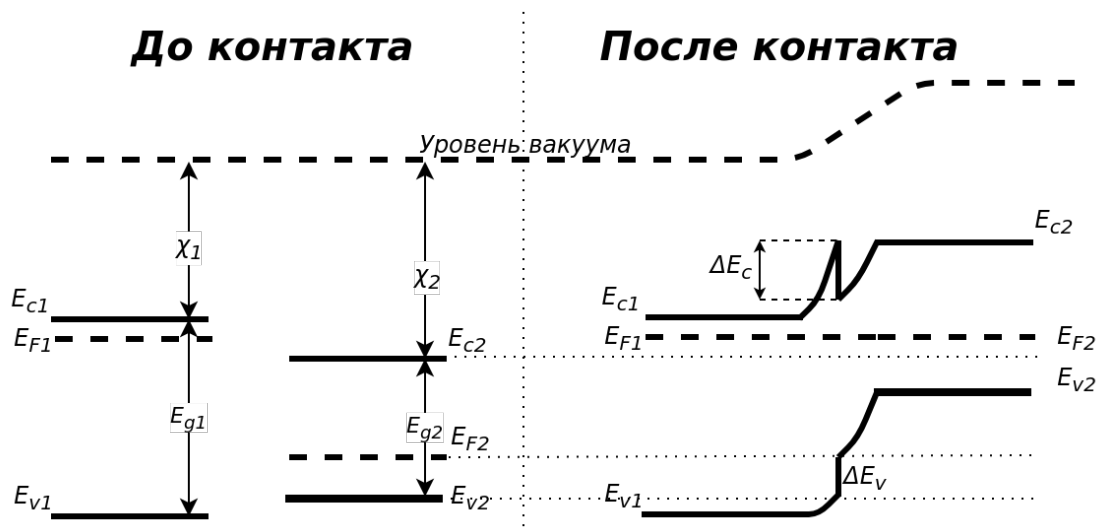 До контакта
После контакта
Уровень вакуума
χ1
χ2
Ec1
EF1
Eg1
Ev1
Ec2
Eg2
EF2
Ev2
ΔEc
Ec2
Ec1
EF1
EF2
Ev2
ΔEv
Ev1